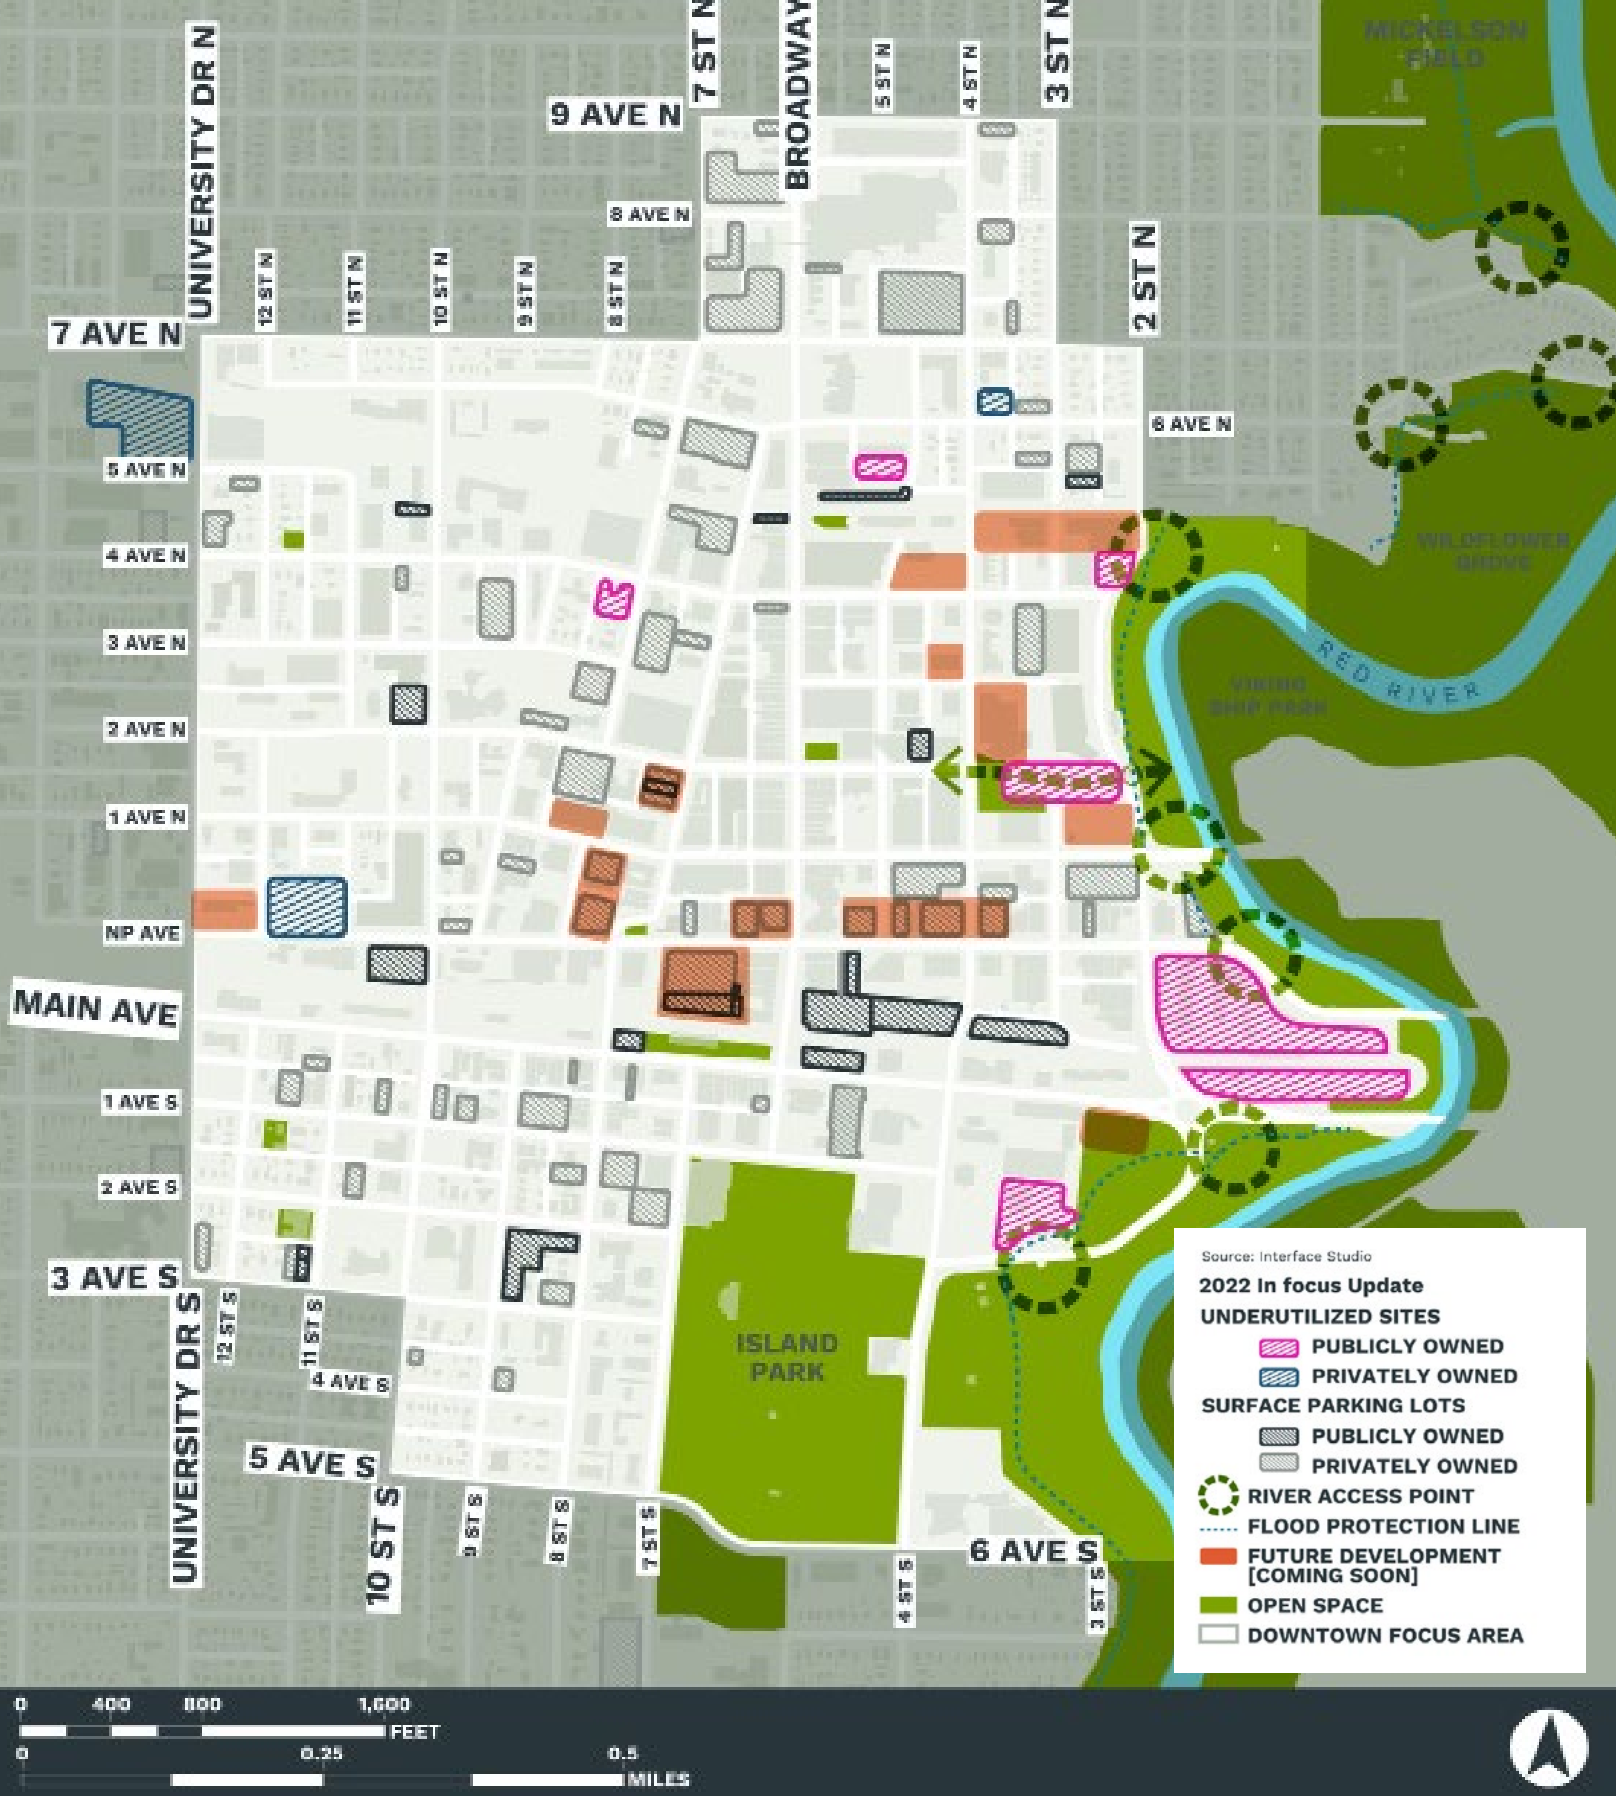 MICKELSON
FIELD
7 ST N
BROADWAY
3 ST N
5 ST N
4 ST N
UNIVERSITY DR N
9 AVE N
8 AVE N
12 ST N
11 ST N
10 ST N
9 ST N
8 ST N
2 ST N
7 AVE N
6 AVE N
5 AVE N
WILDFLOWER
GROVE
4 AVE N
3 AVE N
RED RIVER
VIKING
SHIP PARK
2 AVE N
1 AVE N
NP AVE
MAIN AVE
1 AVE S
2 AVE S
3 AVE S
12 ST S
11 ST S
UNIVERSITY DR S
ISLAND
PARK
4 AVE S
5 AVE S
10 ST S
9 ST S
8 ST S
7 ST S
6 AVE S
4 ST S
3 ST S
Source: Interface Studio
2022 In focus Update
UNDERUTILIZED SITES
PUBLICLY OWNED
PRIVATELY OWNED
SURFACE PARKING LOTS
PUBLICLY OWNED
PRIVATELY OWNED
RIVER ACCESS POINT
FLOOD PROTECTION LINE
FUTURE DEVELOPMENT
[COMING SOON]
OPEN SPACE
DOWNTOWN FOCUS AREA
0 400 800 1,600
FEET
0 0.25 0.5
MILES